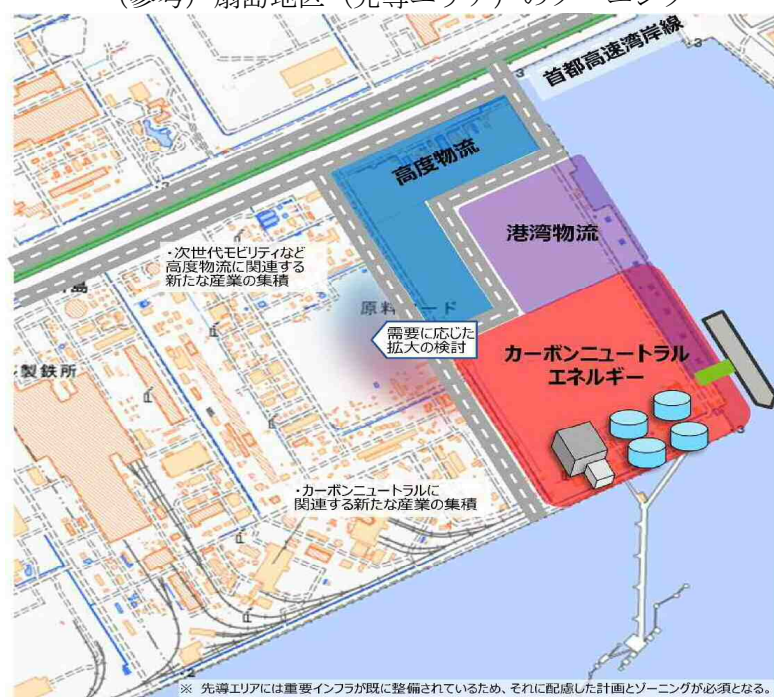 （参考）扇島地区（先導エリア）のゾーニング
首都高速湾岸線
高度物流
港湾物流
・次世代モビリティなど
高度物流に関連する
新たな産業の集積
島
原料ヤード
需要に応じた
拡大の検討
カーボンニュートラル
エネルギー
製鉄所
・カーボンニュートラルに
関連する新たな産業の集積
※ 先導エリアには重要インフラが既に整備されているため、それに配慮した計画とゾーニングが必須となる。